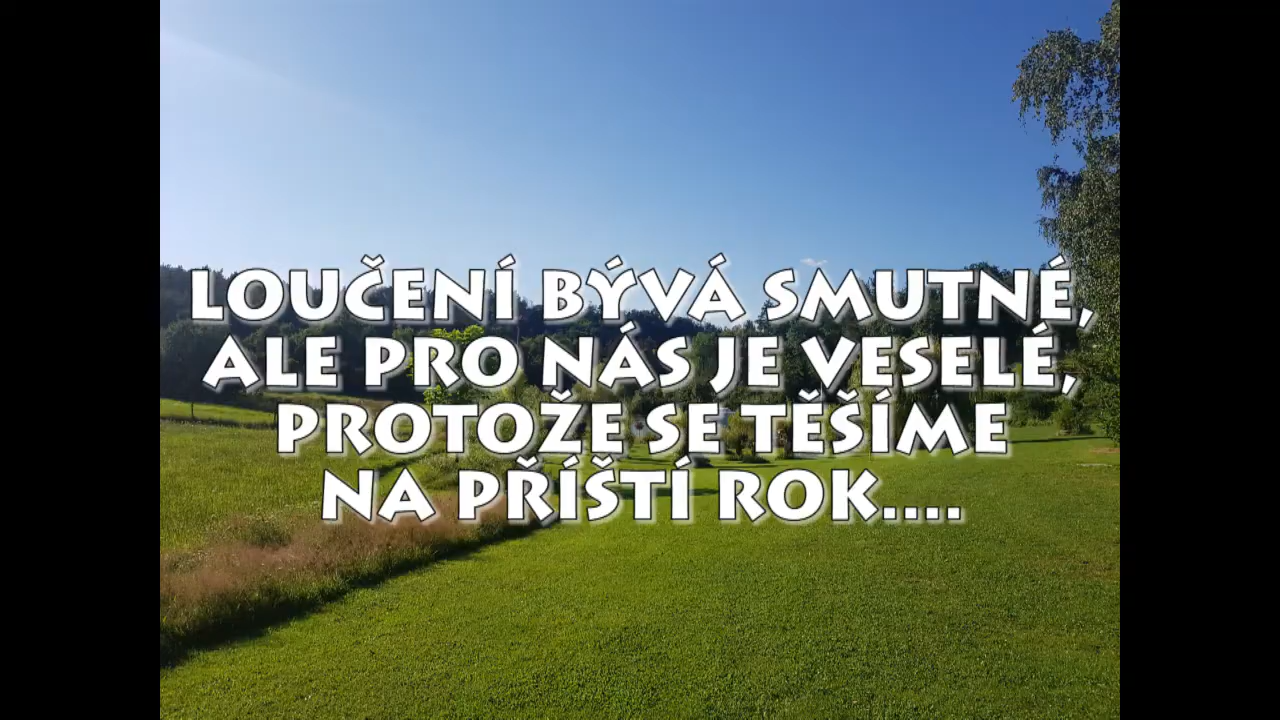 LOUČENÍ BÝVÁ SMUTNÉ,
ALE PRO NÁS JE VESELÉ,
PROTOŽE SE TĚŠÍME
NA PŘÍŠTÍ ROK....